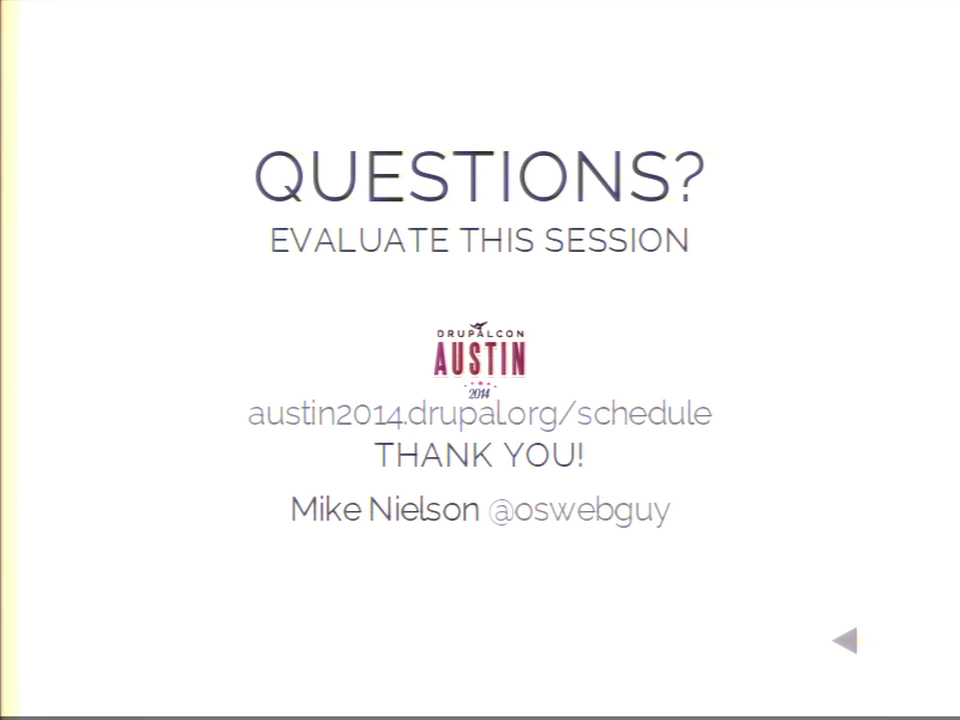 QUESTIONS?
EVALUATE THIS SESSION
DRUPALCON
AUSTIN
2014
austin2014.drupal.org/schedule
THANK YOU!
Mike Nielson @oswebguy